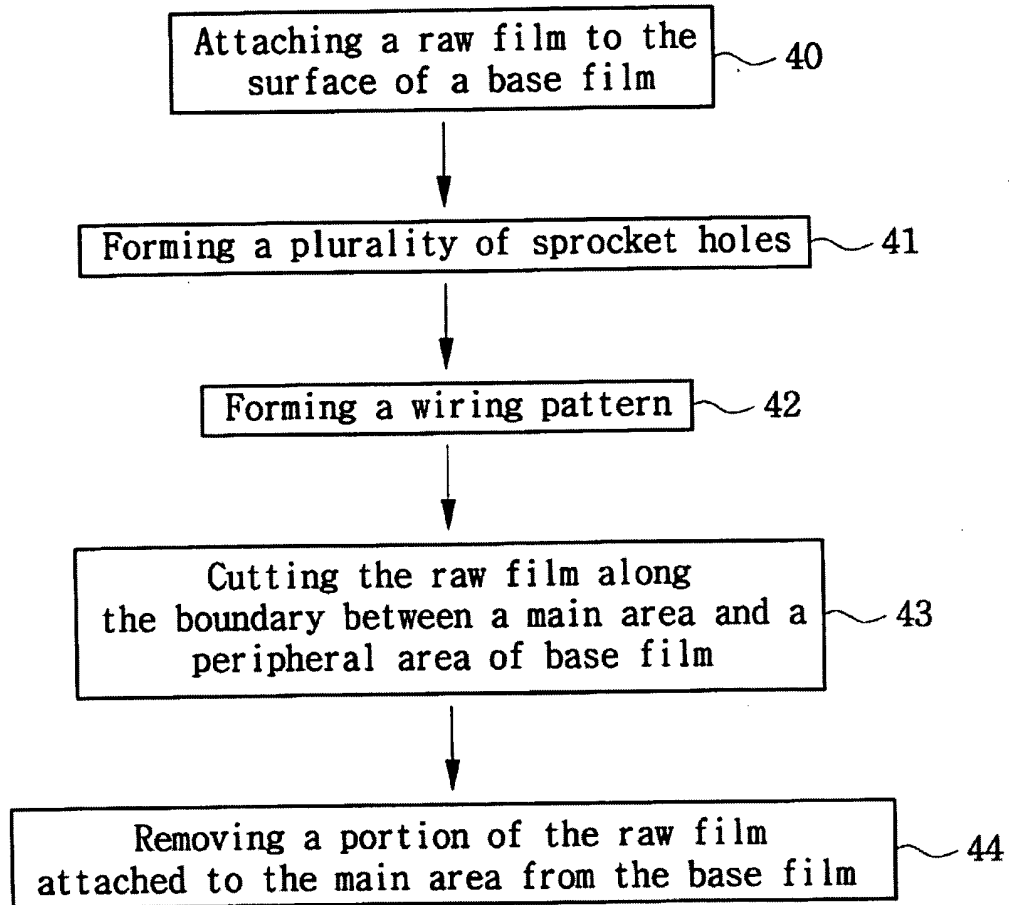 Attaching a raw film to the
surface of a base film
40
Forming a plurality of sprocket holes
41
Forming a wiring pattern
42
Cutting the raw film along
the boundary between a main area and a
peripheral area of base film
43
Removing a portion of the raw film
attached to the main area from the base film
44